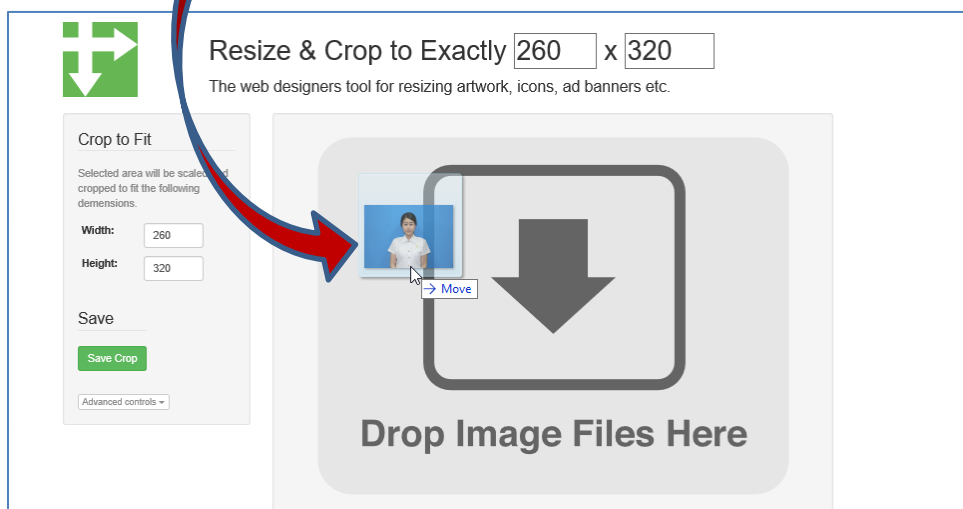 Resize & Crop to Exactly 260 x 320
The web designers tool for resizing artwork, icons, ad banners etc.
Crop to Fit
Selected area will be scaled
cropped to fit the following
demensions.
Width: 260
Height: 320
Save
Save Crop
Advanced controls
Move
Drop Image Files Here